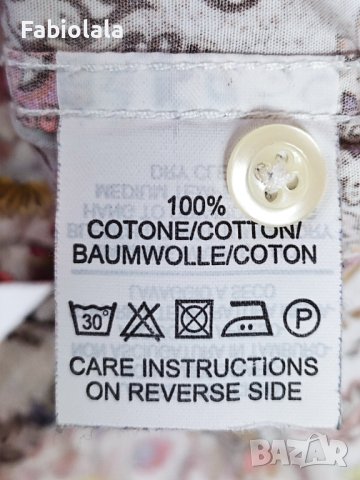 Fabiolala
100%
COTONE/COTTON/
BAUMWOLLE/COTON
30°
P
CARE INSTRUCTIONS
ON REVERSE SIDE
BAZAR